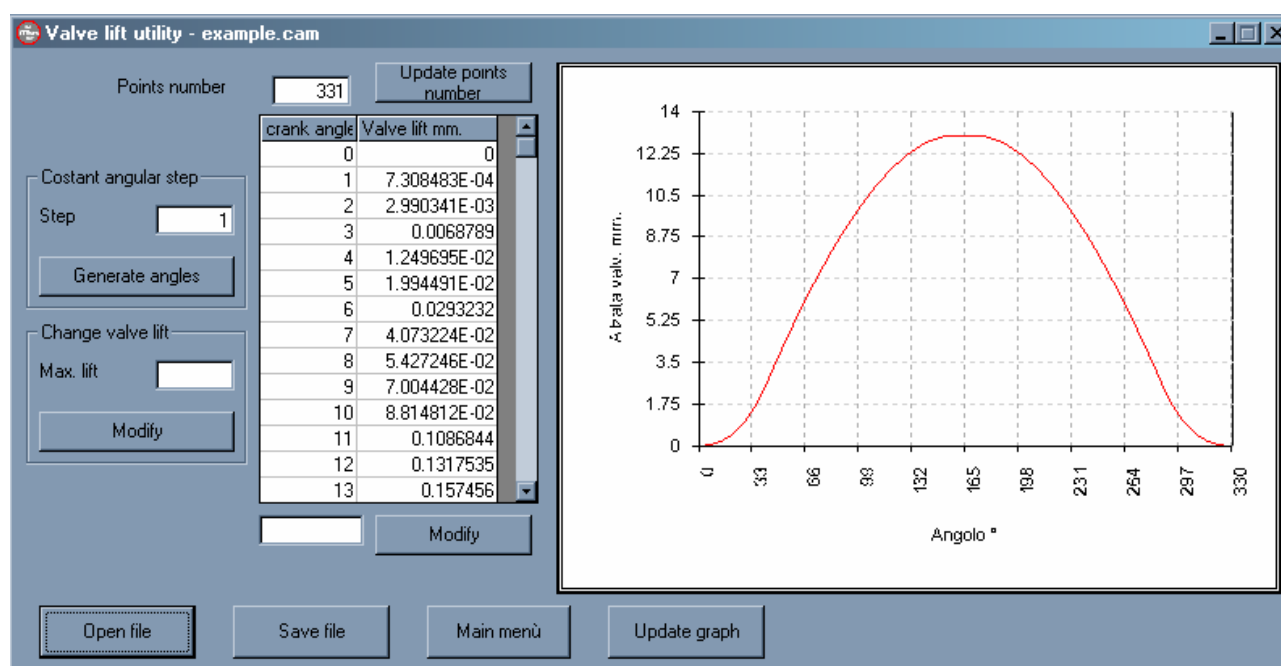 Valve lift utility - example.cam
Points number
331
Update points
number
crank angle Valve lift mm.
0 0
1 7.308483E-04
2 2.990341E-03
3 0.0068789
4 1.249695E-02
5 1.994491E-02
6 0.0293232
7 4.073224E-02
8 5.427246E-02
9 7.004428E-02
10 8.814812E-02
11 0.1086844
12 0.1317535
13 0.157456
Costant angular step
Step 1
Generate angles
Change valve lift
Max. lift
Modify
Modify
14
12.25
10.5
8.75
7
5.25
3.5
1.75
0
Alzata valv. mm.
0 33 66 99 132 165 198 231 264 297 330
Angolo °
Open file
Save file
Main menù
Update graph